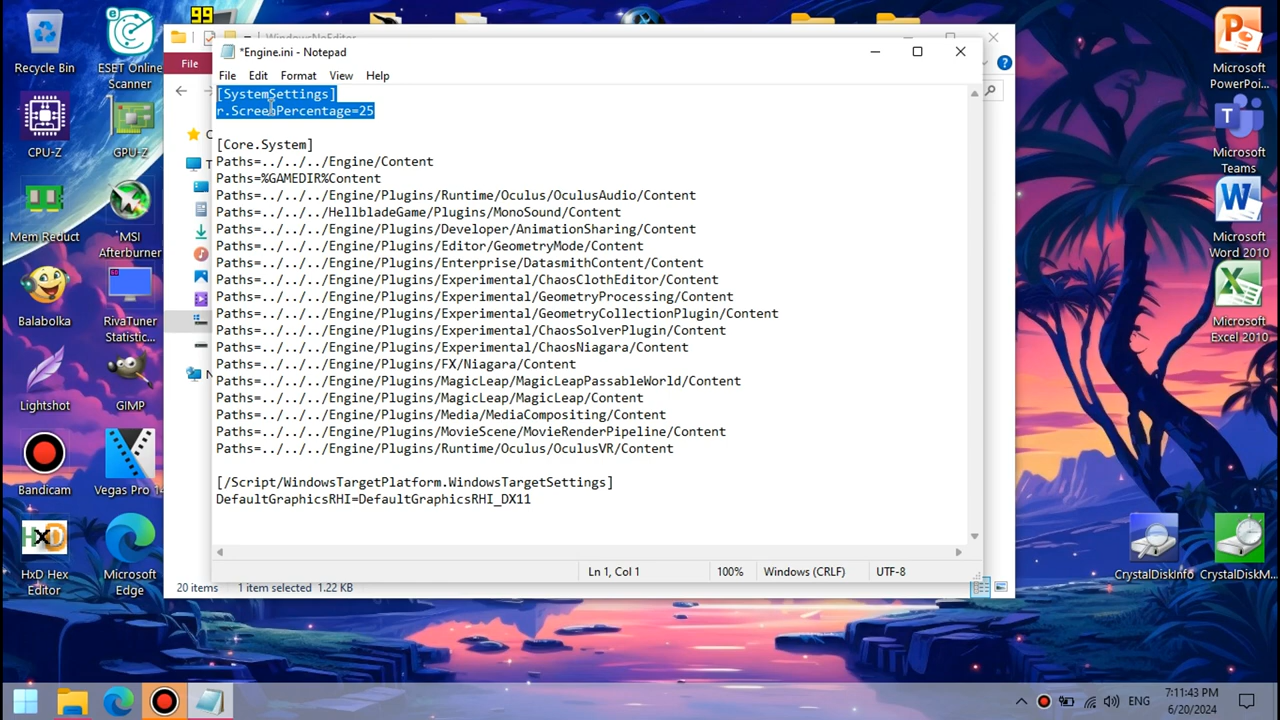 99
WindowsNoEditor
*Engine.ini - Notepad
File
File Edit Format View Help
[SystemSettings]
r.ScreenPercentage=25
[Core.System]
Paths=../../../Engine/Content
Paths=%GAMEDIR%Content
Paths=../../../Engine/Plugins/Runtime/Oculus/OculusAudio/Content
Paths=../../../HellbladeGame/Plugins/MonoSound/Content
Paths=../../../Engine/Plugins/Developer/AnimationSharing/Content
Paths=../../../Engine/Plugins/Editor/GeometryMode/Content
Paths=../../../Engine/Plugins/Enterprise/DatasmithContent/Content
Paths=../../../Engine/Plugins/Experimental/ChaosClothEditor/Content
Paths=../../../Engine/Plugins/Experimental/GeometryProcessing/Content
Paths=../../../Engine/Plugins/Experimental/GeometryCollectionPlugin/Content
Paths=../../../Engine/Plugins/Experimental/ChaosSolverPlugin/Content
Paths=../../../Engine/Plugins/Experimental/ChaosNiagara/Content
Paths=../../../Engine/Plugins/FX/Niagara/Content
Paths=../../../Engine/Plugins/MagicLeap/MagicLeapPassableWorld/Content
Paths=../../../Engine/Plugins/MagicLeap/MagicLeap/Content
Paths=../../../Engine/Plugins/Media/MediaCompositing/Content
Paths=../../../Engine/Plugins/MovieScene/MovieRenderPipeline/Content
Paths=../../../Engine/Plugins/Runtime/Oculus/OculusVR/Content
[/Script/WindowsTargetPlatform.WindowsTargetSettings]
DefaultGraphicsRHI=DefaultGraphicsRHI_DX11
Ln 1, Col 1 100% Windows (CRLF) UTF-8
20 items 1 item selected 1.22 KB
Recycle Bin
ESET Online
Scanner
CPU-Z
GPU-Z
Mem Reduct
MSI
Afterburner
Balabolka
RivaTuner
Statistic...
Lightshot
GIMP
Bandicam
Vegas Pro 14
HxD
HxD Hex
Editor
Microsoft
Edge
Microsoft
PowerPoi...
Microsoft
Teams
Microsoft
Word 2010
Microsoft
Excel 2010
CrystalDiskInfo
CrystalDiskM...
ENG
7:11:43 PM
6/20/2024